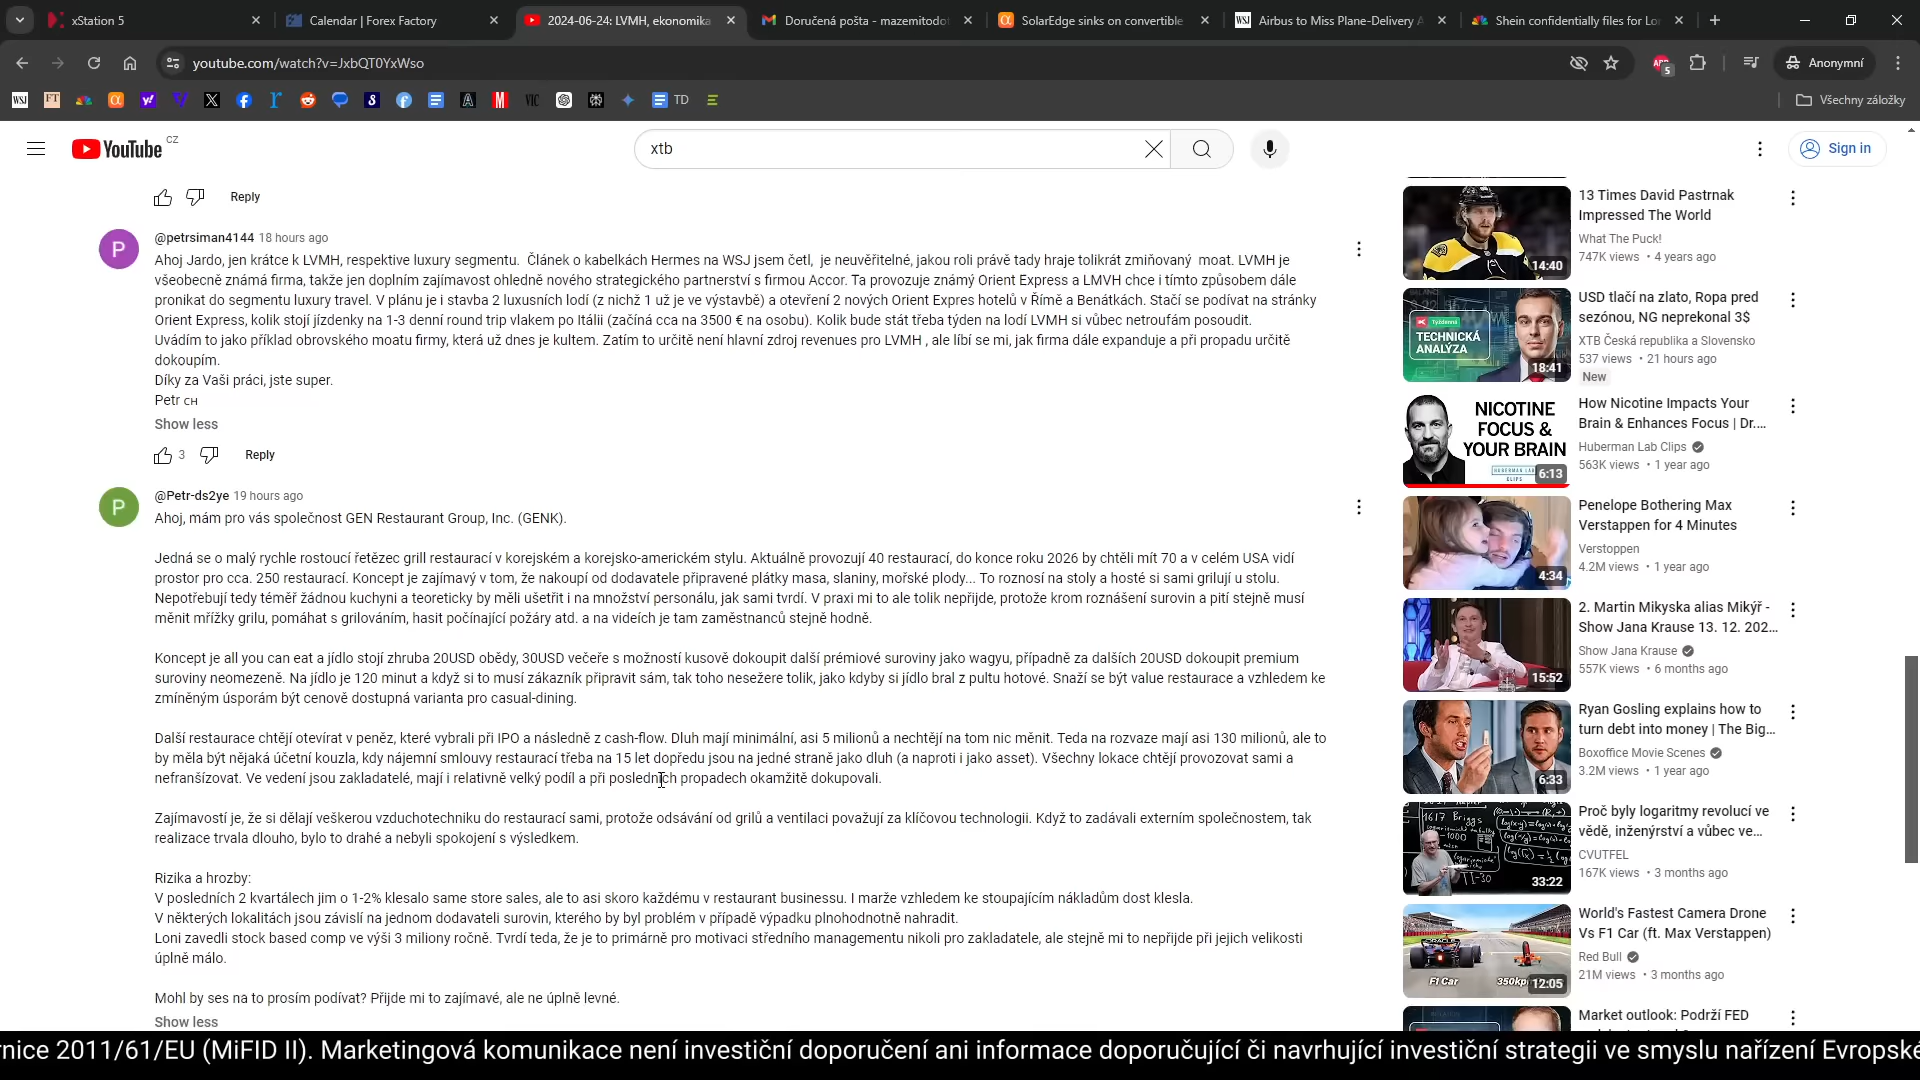 xStation 5
Calendar | Forex Factory
2024-06-24: LVMH, ekonomika
Doručená pošta - mazemitodo
SolarEdge sinks on convertible
Airbus to Miss Plane-Delivery
Shein confidentially files for Lor
youtube.com/watch?v=JxbQT0YxWso
Anonymní
TD
Všechny záložky
YouTube CZ
xtb
Sign in
Reply
@petrsiman4144 18 hours ago
Ahoj Jardo, jen krátce k LVMH, respektive luxury segmentu. Článek o kabelkách Hermes na WSJ jsem četl, je neuvěřitelné, jakou roli právě tady hraje tolikrát zmiňovaný moat. LVMH je
všeobecně známá firma, takže jen doplním zajímavost ohledně nového strategického partnerství s firmou Accor. Ta provozuje známý Orient Express a LMVH chce i tímto způsobem dále
pronikat do segmentu luxury travel. V plánu je i stavba 2 luxusních lodí (z nichž 1 už je ve výstavbě) a otevření 2 nových Orient Expres hotelů v Římě a Benátkách. Stačí se podívat na stránky
Orient Express, kolik stojí jízdenky na 1-3 denní round trip vlakem po Itálii (začíná cca na 3500 € na osobu). Kolik bude stát třeba týden na lodí LVMH si vůbec netroufám posoudit.
Uvádím to jako příklad obrovského moatu firmy, která už dnes je kultem. Zatím to určitě není hlavní zdroj revenues pro LVMH , ale líbí se mi, jak firma dále expanduje a při propadu určitě
dokoupím.
Díky za Vaši práci, jste super.
Petr CH
Show less
3 Reply
@Petr-ds2ye 19 hours ago
Ahoj, mám pro vás společnost GEN Restaurant Group, Inc. (GENK).
Jedná se o malý rychle rostoucí řetězec grill restaurací v korejském a korejsko-americkém stylu. Aktuálně provozují 40 restaurací, do konce roku 2026 by chtěli mít 70 a v celém USA vidí
prostor pro cca. 250 restaurací. Koncept je zajímavý v tom, že nakoupí od dodavatele připravené plátky masa, slaniny, mořské plody... To roznosí na stoly a hosté si sami grilují u stolu.
Nepotřebují tedy téměř žádnou kuchyni a teoreticky by měli ušetřit i na množství personálu, jak sami tvrdí. V praxi mi to ale tolik nepřijde, protože krom roznášení surovin a pití stejně musí
měnit mřížky grilu, pomáhat s grilováním, hasit počínající požáry atd. a na videích je tam zaměstnanců stejně hodně.
Koncept je all you can eat a jídlo stojí zhruba 20USD obědy, 30USD večeře s možností kusově dokoupit další prémiové suroviny jako wagyu, případně za dalších 20USD dokoupit premium
suroviny neomezeně. Na jídlo je 120 minut a když si to musí zákazník připravit sám, tak toho nesežere tolik, jako kdyby si jídlo bral z pultu hotové. Snaží se být value restaurace a vzhledem ke
zmíněným úsporám být cenově dostupná varianta pro casual-dining.
Další restaurace chtějí otevírat v peněz, které vybrali při IPO a následně z cash-flow. Dluh mají minimální, asi 5 milionů a nechtějí na tom nic měnit. Teda na rozvaze mají asi 130 milionů, ale to
by měla být nějaká účetní kouzla, kdy nájemní smlouvy restaurací třeba na 15 let dopředu jsou na jedné straně jako dluh (a naproti i jako asset). Všechny lokace chtějí provozovat sami a
nefranšízovat. Ve vedení jsou zakladatelé, mají i relativně velký podíl a při posledních propadech okamžitě dokupovali.
Zajímavostí je, že si dělají veškerou vzduchotechniku do restaurací sami, protože odsávání od grilů a ventilaci považují za klíčovou technologii. Když to zadávali externím společnostem, tak
realizace trvala dlouho, bylo to drahé a nebyli spokojení s výsledkem.
Rizika a hrozby:
V posledních 2 kvartálech jim o 1-2% klesalo same store sales, ale to asi skoro každému v restaurant businessu. I marže vzhledem ke stoupajícím nákladům dost klesla.
V některých lokalitách jsou závislí na jednom dodavateli surovin, kterého by byl problém v případě výpadku plnohodnotně nahradit.
Loni zavedli stock based comp ve výši 3 miliony ročně. Tvrdí teda, že je to primárně pro motivaci středního managementu nikoli pro zakladatele, ale stejně mi to nepřijde při jejich velikosti
úplně málo.
Mohl by ses na to prosím podívat? Přijde mi to zajímavé, ale ne úplně levné.
Show less
14:40
13 Times David Pastrnak
Impressed The World
What The Puck!
747K views • 4 years ago
Týždenná
TECHNICKÁ
ANALÝZA
18:41
USD tlačí na zlato, Ropa pred
sezónou, NG neprekonal 3$
XTB Česká republika a Slovensko
537 views • 21 hours ago
New
NICOTINE
FOCUS &
YOUR BRAIN
6:13
How Nicotine Impacts Your
Brain & Enhances Focus | Dr....
Huberman Lab Clips
563K views • 1 year ago
4:34
Penelope Bothering Max
Verstappen for 4 Minutes
Verstoppen
4.2M views • 1 year ago
15:52
2. Martin Mikyska alias Mikýř -
Show Jana Krause 13. 12. 202...
Show Jana Krause
557K views • 6 months ago
6:33
Ryan Gosling explains how to
turn debt into money | The Big...
Boxoffice Movie Scenes
3.2M views • 1 year ago
1617 Briggs
33:22
Proč byly logaritmy revolucí ve
vědě, inženýrství a vůbec ve...
CVUTFEL
167K views • 3 months ago
F1 Car
12:05
World's Fastest Camera Drone
Vs F1 Car (ft. Max Verstappen)
Red Bull
21M views • 3 months ago
Market outlook: Podrží FED
rnice 2011/61/EU (MiFID II). Marketingová komunikace není investiční doporučení ani informace doporučující či navrhující investiční strategii ve smyslu nařízení Evropské